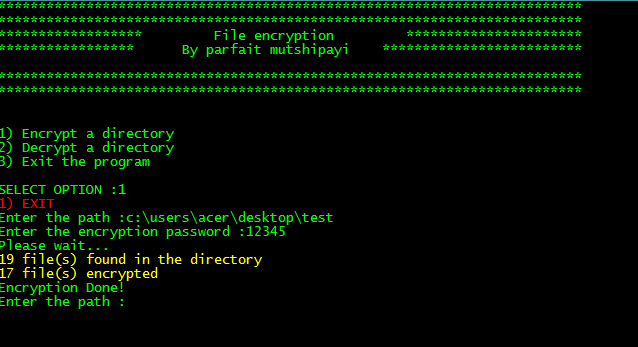 *************************************************************************
*************************************************************************
****************** File encryption **********************
***************** By parfait mutshipayi *************************
*************************************************************************
*************************************************************************
1) Encrypt a directory
2) Decrypt a directory
3) Exit the program
SELECT OPTION :1
1) EXIT
Enter the path :c:\users\acer\desktop\test
Enter the encryption password :12345
Please wait...
19 file(s) found in the directory
17 file(s) encrypted
Encryption Done!
Enter the path :